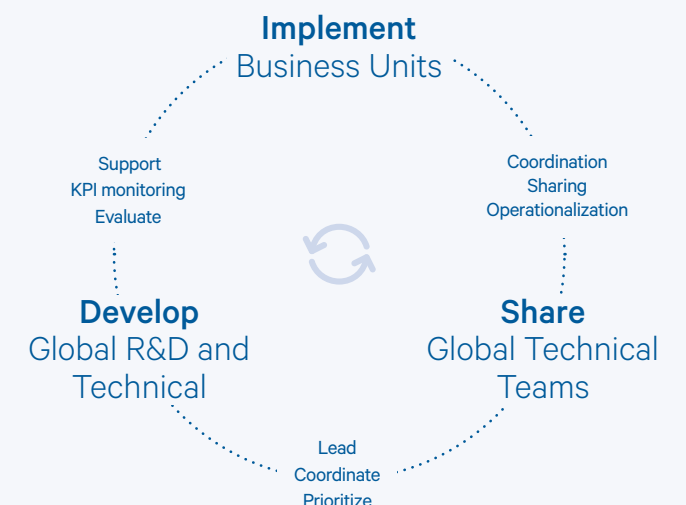 Implement
Business Units
Support
KPI monitoring
Evaluate
Coordination
Sharing
Operationalization
Develop
Global R&D and
Technical
Share
Global Technical
Teams
Lead
Coordinate
Prioritize